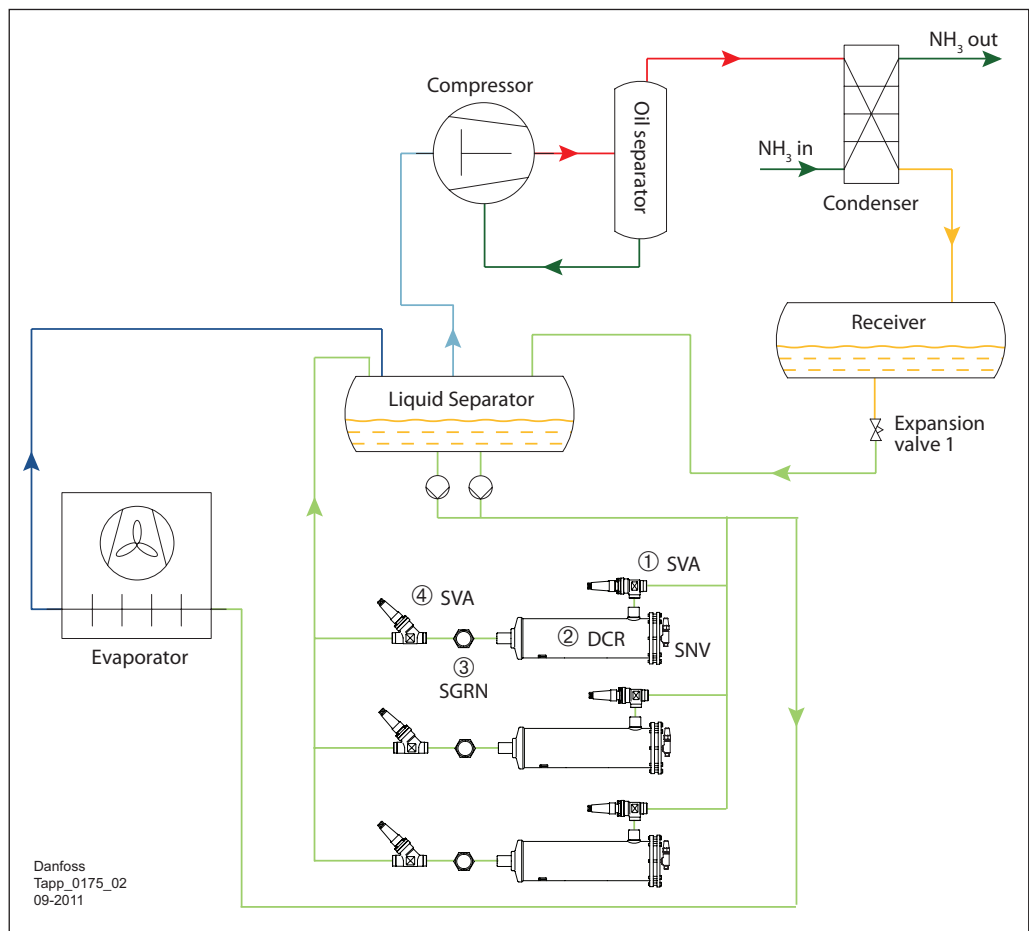 NH₃ out
Compressor
Oil separator
NH₃ in
Condenser
Receiver
Liquid Separator
Expansion
valve 1
① SVA
④ SVA
② DCR
SNV
③
SGRN
Evaporator
Danfoss
Tapp_0175_02
09-2011